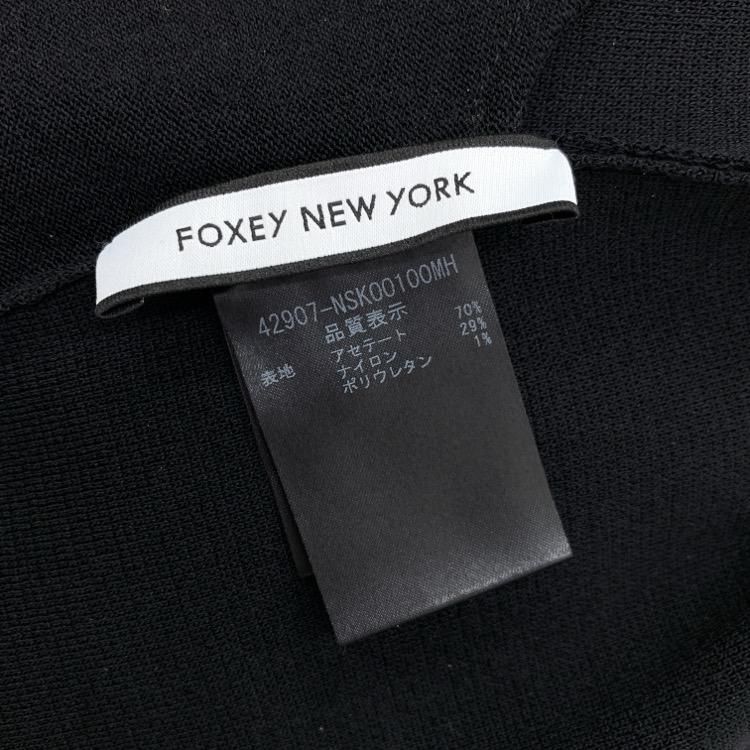 FOXEY NEW YORK
42907-NSK00100MH
品質表示
表地 アセテート 70%
ナイロン 29%
ポリウレタン 1%